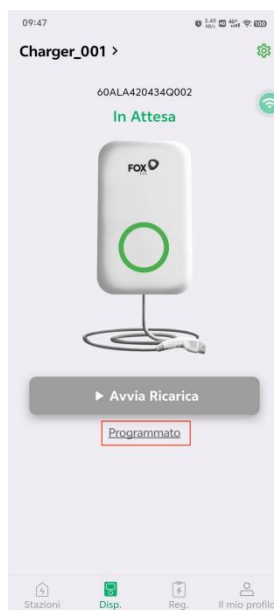 09:47
Charger_001 >
60ALA420434Q002
In Attesa
FOX
Avvia Ricarica
Programmato
Stazioni Disp. Reg. Il mio profilo